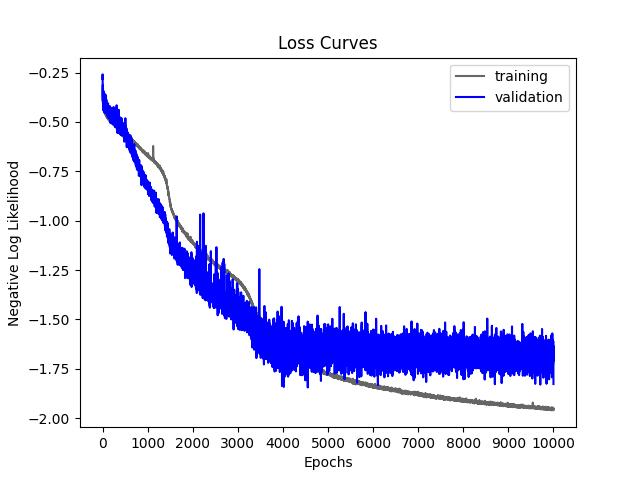 Loss Curves
training
validation
Negative Log Likelihood
−0.25
−0.50
−0.75
−1.00
−1.25
−1.50
−1.75
−2.00
0 1000 2000 3000 4000 5000 6000 7000 8000 9000 10000
Epochs